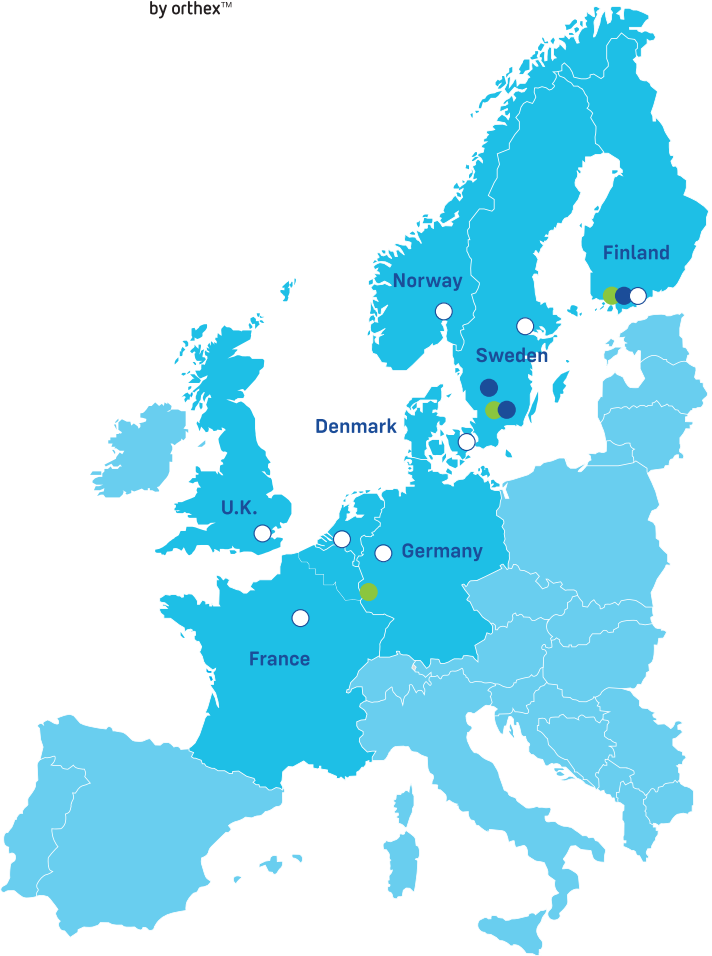 by orthex™
Finland
Norway
Sweden
Denmark
U.K.
Germany
France